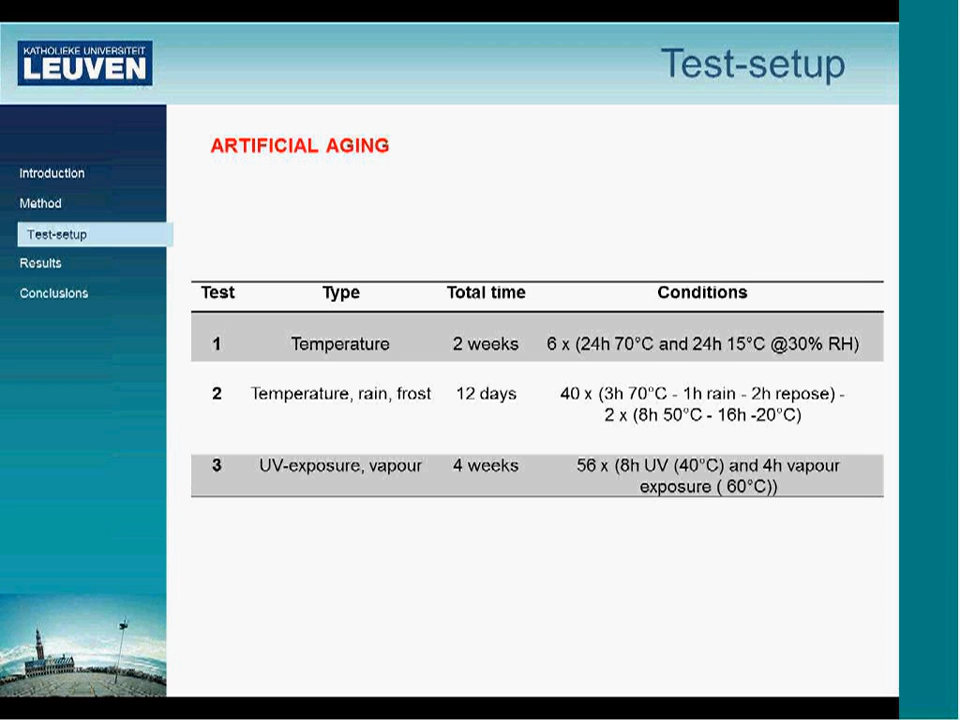 KATHOLIEKE UNIVERSITEIT
LEUVEN
Test-setup
Introduction
Method
Test-setup
Results
Conclusions
ARTIFICIAL AGING
Test Type Total time Conditions
1 Temperature 2 weeks 6 x (24h 70°C and 24h 15°C @30% RH)
2 Temperature, rain, frost 12 days 40 x (3h 70°C - 1h rain - 2h repose) -
2 x (8h 50°C - 16h -20°C)
3 UV-exposure, vapour 4 weeks 56 x (8h UV (40°C) and 4h vapour
exposure ( 60°C))